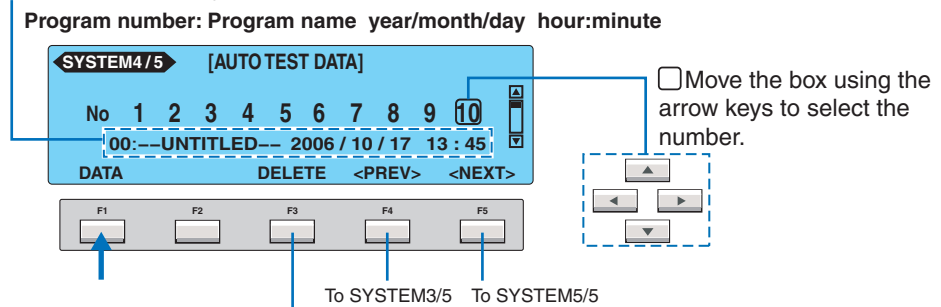 Program number: Program name year/month/day hour:minute
SYSTEM4/5 [AUTO TEST DATA]
No 1 2 3 4 5 6 7 8 9 10
00:--UNTITLED-- 2006 / 10 / 17 13 : 45
DATA DELETE <PREV> <NEXT>
F1 F2 F3 F4 F5
To SYSTEM3/5 To SYSTEM5/5
Move the box using the
arrow keys to select the
number.